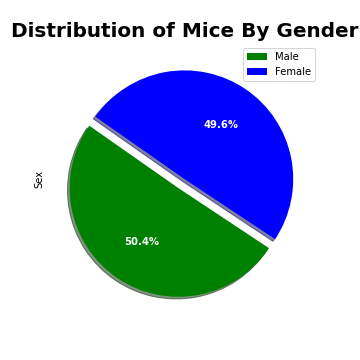 Distribution of Mice By Gender
Male
Female
49.6%
Sex
50.4%